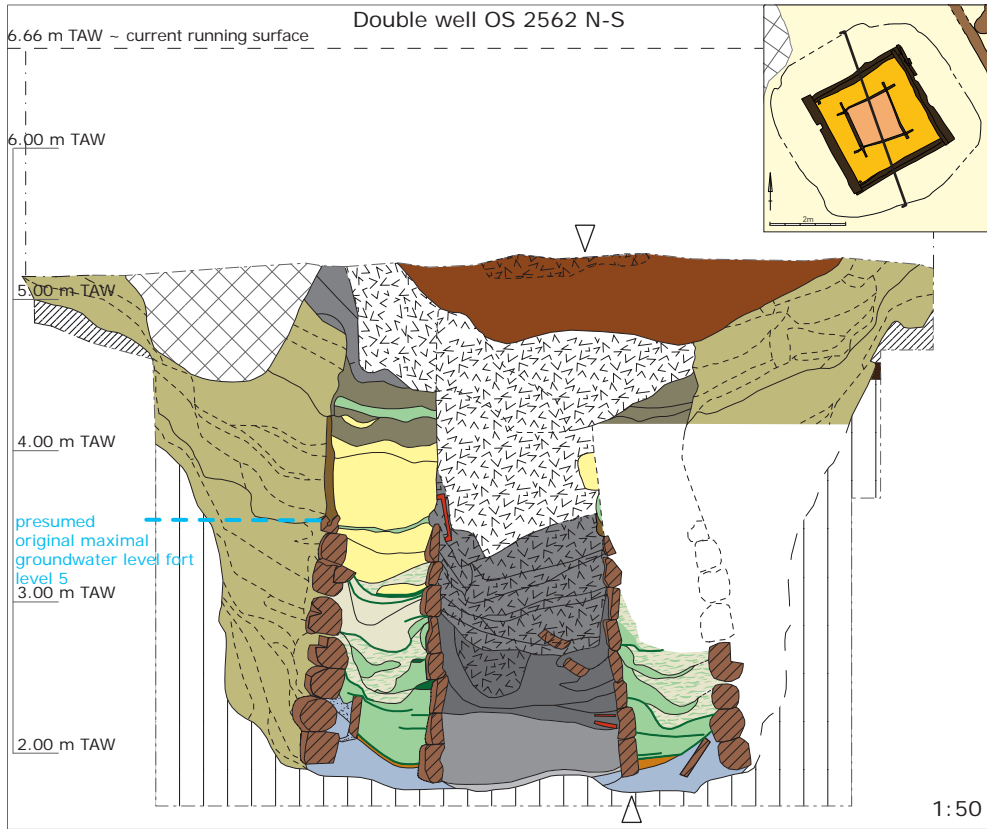 Double well OS 2562 N-S
6.66 m TAW ~ current running surface
2m
6.00 m TAW
5.00 m TAW
4.00 m TAW
presumed
original maximal
groundwater level fort
level 5
3.00 m TAW
2.00 m TAW
1:50